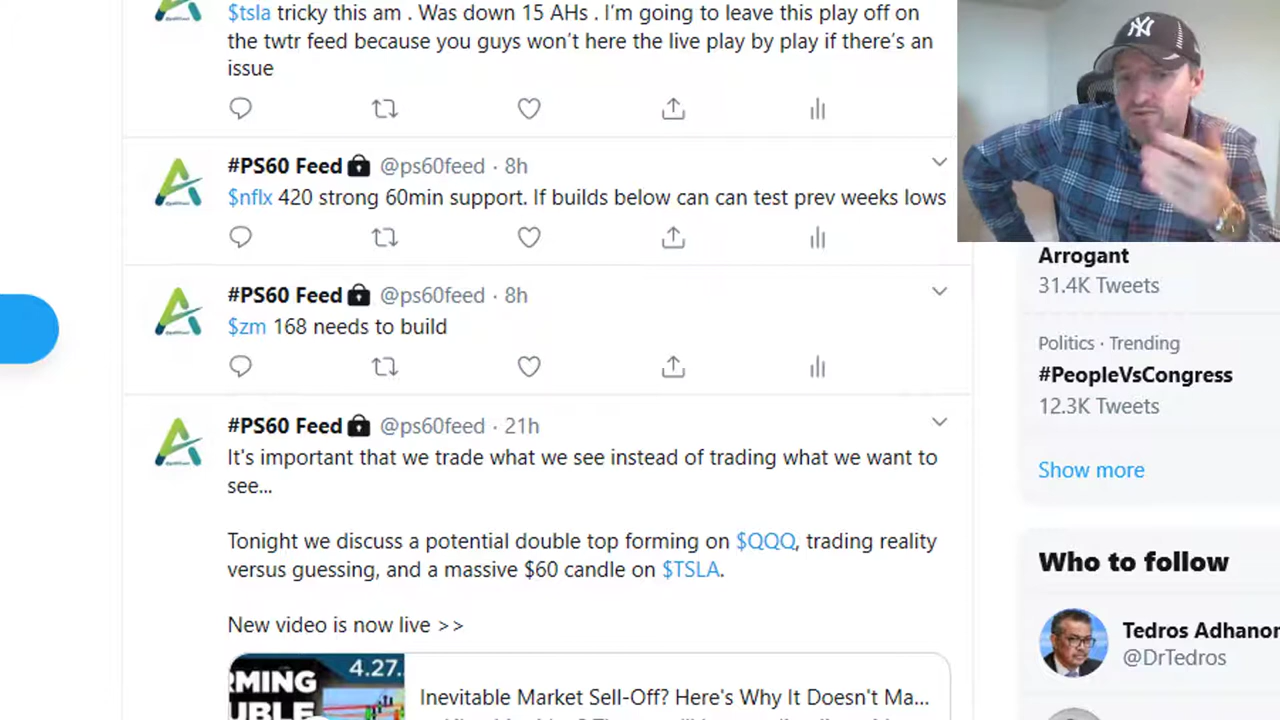 $tsla tricky this am . Was down 15 AHs . I'm going to leave this play off on
the twtr feed because you guys won't here the live play by play if there's an
issue
#PS60 Feed @ps60feed · 8h
$nflx 420 strong 60min support. If builds below can can test prev weeks lows
#PS60 Feed @ps60feed · 8h
$zm 168 needs to build
#PS60 Feed @ps60feed · 21h
It's important that we trade what we see instead of trading what we want to
see...
Tonight we discuss a potential double top forming on $QQQ, trading reality
versus guessing, and a massive $60 candle on $TSLA.
New video is now live >>
4.27.
RMING
UBLE
Inevitable Market Sell-Off? Here's Why It Doesn't Ma...
NY
Arrogant
31.4K Tweets
Politics · Trending
#PeopleVsCongress
12.3K Tweets
Show more
Who to follow
Tedros Adhanor
@DrTedros